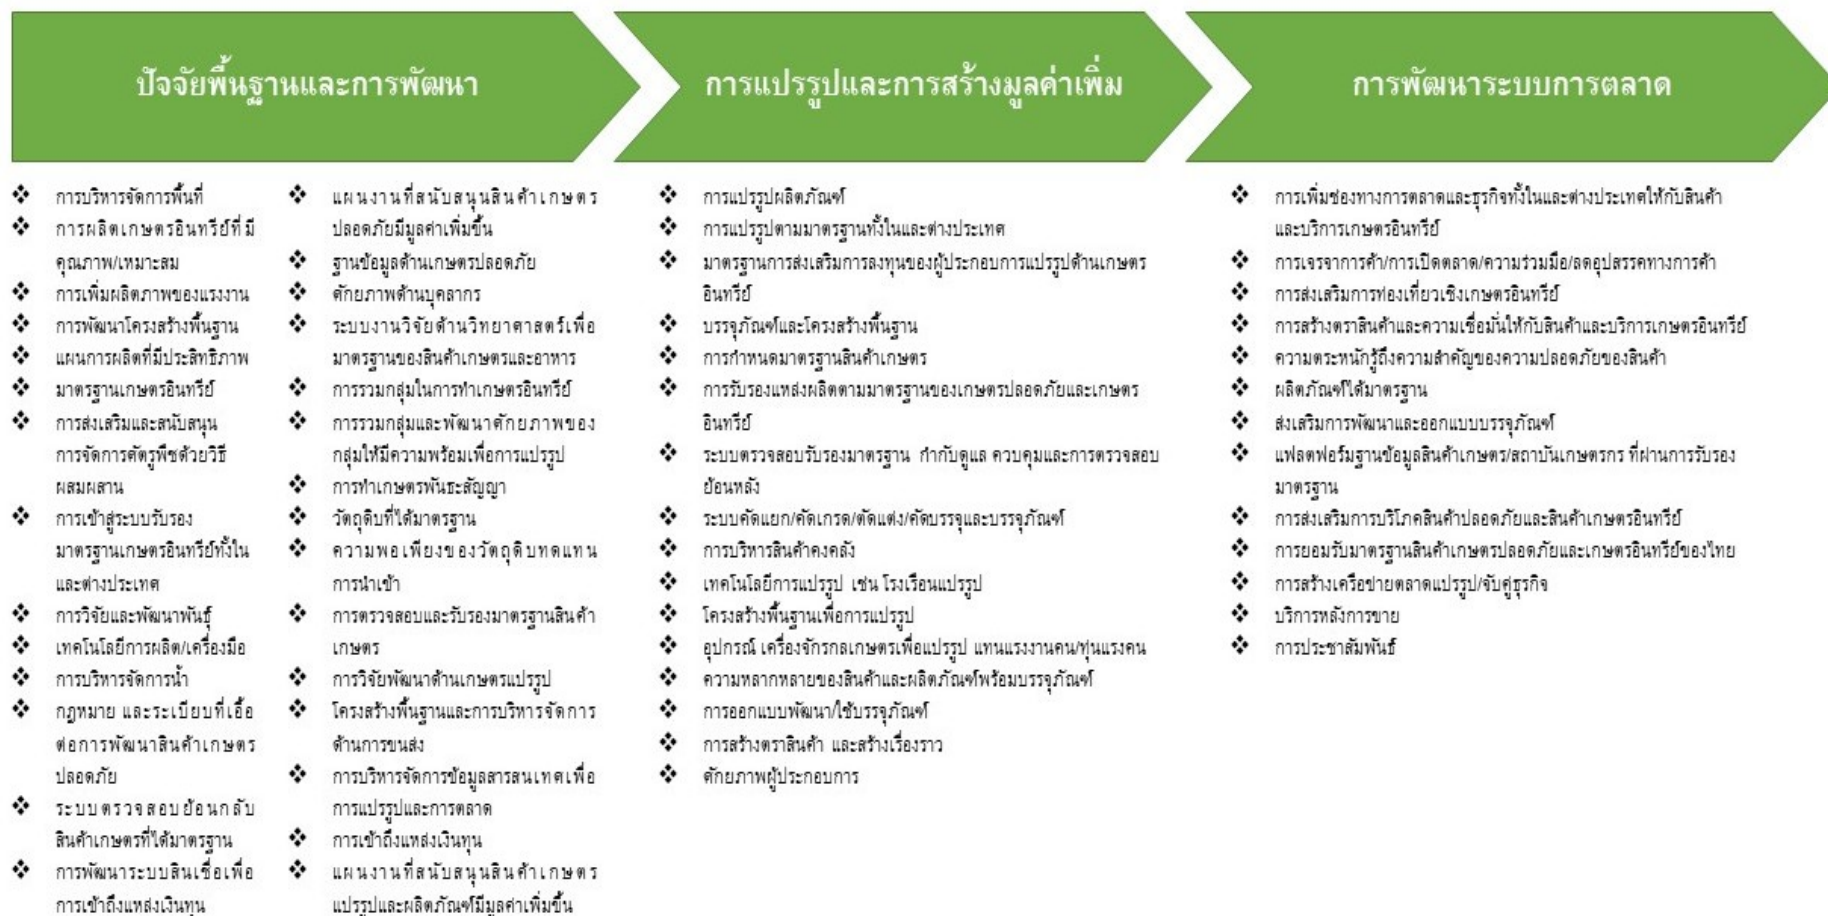 ปัจจัยพื้นฐานและการพัฒนา
การแปรรูปและการสร้างมูลค่าเพิ่ม
การพัฒนาระบบการตลาด
❖ การบริหารจัดการพื้นที่
❖ การผลิตเกษตรอินทรีย์ที่มี
คุณภาพ/เหมาะสม
❖ การเพิ่มผลิตภาพของแรงงาน
❖ การพัฒนาโครงสร้างพื้นฐาน
❖ แผนการผลิตที่มีประสิทธิภาพ
❖ มาตรฐานเกษตรอินทรีย์
❖ การส่งเสริมและสนับสนุน
การจัดการศัตรูพืชด้วยวิธี
ผสมผสาน
❖ การเข้าสู่ระบบรับรอง
มาตรฐานเกษตรอินทรีย์ทั้งใน
และต่างประเทศ
❖ การวิจัยและพัฒนาพันธุ์
❖ เทคโนโลยีการผลิต/เครื่องมือ
❖ การบริหารจัดการน้ำ
❖ กฎหมาย และระเบียบที่เอื้อ
ต่อการพัฒนาสินค้าเกษตร
ปลอดภัย
❖ ระบบตรวจสอบย้อนกลับ
สินค้าเกษตรที่ได้มาตรฐาน
❖ การพัฒนาระบบสินเชื่อเพื่อ
การเข้าถึงแหล่งเงินทุน
❖ แผนงานที่สนับสนุนสินค้าเกษตร
ปลอดภัยมีมูลค่าเพิ่มขึ้น
❖ ฐานข้อมูลด้านเกษตรปลอดภัย
❖ ศักยภาพด้านบุคลากร
❖ ระบบงานวิจัยด้านวิทยาศาสตร์เพื่อ
มาตรฐานของสินค้าเกษตรและอาหาร
❖ การรวมกลุ่มในการทำเกษตรอินทรีย์
❖ การรวมกลุ่มและพัฒนาศักยภาพของ
กลุ่มให้มีความพร้อมเพื่อการแปรรูป
❖ การทำเกษตรพันธะสัญญา
❖ วัตถุดิบที่ได้มาตรฐาน
❖ ความพอเพียงของวัตถุดิบทดแทน
การนำเข้า
❖ การตรวจสอบและรับรองมาตรฐานสินค้า
เกษตร
❖ การวิจัยพัฒนาด้านเกษตรแปรรูป
❖ โครงสร้างพื้นฐานและการบริหารจัดการ
ด้านการขนส่ง
❖ การบริหารจัดการข้อมูลสารสนเทศเพื่อ
การแปรรูปและการตลาด
❖ การเข้าถึงแหล่งเงินทุน
❖ แผนงานที่สนับสนุนสินค้าเกษตร
แปรรูปและผลิตภัณฑ์มีมูลค่าเพิ่มขึ้น
❖ การแปรรูปผลิตภัณฑ์
❖ การแปรรูปตามมาตรฐานทั้งในและต่างประเทศ
❖ มาตรฐานการส่งเสริมการลงทุนของผู้ประกอบการแปรรูปด้านเกษตร
อินทรีย์
❖ บรรจุภัณฑ์และโครงสร้างพื้นฐาน
❖ การกำหนดมาตรฐานสินค้าเกษตร
❖ การรับรองแหล่งผลิตตามมาตรฐานของเกษตรปลอดภัยและเกษตร
อินทรีย์
❖ ระบบตรวจสอบรับรองมาตรฐาน กำกับดูแล ควบคุมและการตรวจสอบ
ย้อนหลัง
❖ ระบบคัดแยก/คัดเกรด/ตัดแต่ง/คัดบรรจุและบรรจุภัณฑ์
❖ การบริหารสินค้าคงคลัง
❖ เทคโนโลยีการแปรรูป เช่น โรงเรือนแปรรูป
❖ โครงสร้างพื้นฐานเพื่อการแปรรูป
❖ อุปกรณ์ เครื่องจักรกลเกษตรเพื่อแปรรูป แทนแรงงานคน/ทุ่นแรงคน
❖ ความหลากหลายของสินค้าและผลิตภัณฑ์พร้อมบรรจุภัณฑ์
❖ การออกแบบพัฒนา/ใช้บรรจุภัณฑ์
❖ การสร้างตราสินค้า และสร้างเรื่องราว
❖ ศักยภาพผู้ประกอบการ
❖ การเพิ่มช่องทางการตลาดและธุรกิจทั้งในและต่างประเทศให้กับสินค้า
และบริการเกษตรอินทรีย์
❖ การเจรจาการค้า/การเปิดตลาด/ความร่วมมือ/ลดอุปสรรคทางการค้า
❖ การส่งเสริมการท่องเที่ยวเชิงเกษตรอินทรีย์
❖ การสร้างตราสินค้าและความเชื่อมั่นให้กับสินค้าและบริการเกษตรอินทรีย์
❖ ความตระหนักรู้ถึงความสำคัญของความปลอดภัยของสินค้า
❖ ผลิตภัณฑ์ได้มาตรฐาน
❖ ส่งเสริมการพัฒนาและออกแบบบรรจุภัณฑ์
❖ แฟลตฟอร์มฐานข้อมูลสินค้าเกษตร/สถาบันเกษตรกร ที่ผ่านการรับรอง
มาตรฐาน
❖ การส่งเสริมการบริโภคสินค้าปลอดภัยและสินค้าเกษตรอินทรีย์
❖ การยอมรับมาตรฐานสินค้าเกษตรปลอดภัยและเกษตรอินทรีย์ของไทย
❖ การสร้างเครือข่ายตลาดแปรรูป/จับคู่ธุรกิจ
❖ บริการหลังการขาย
❖ การประชาสัมพันธ์